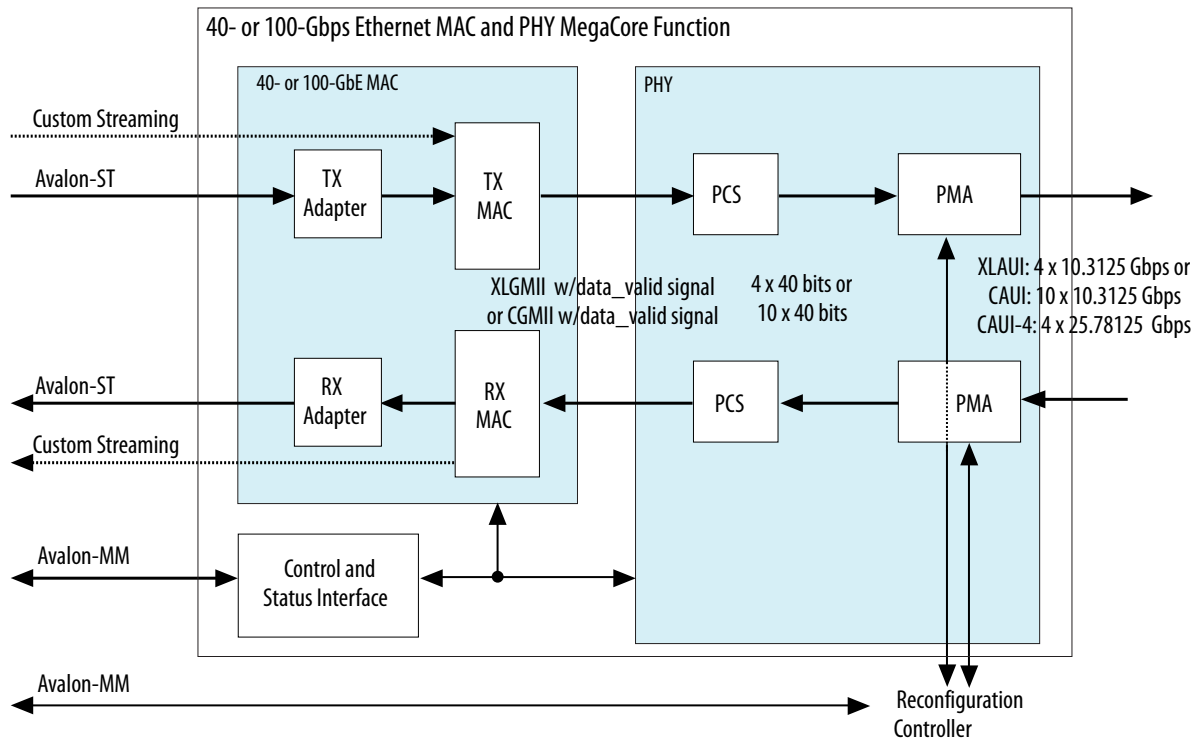 40- or 100-Gbps Ethernet MAC and PHY MegaCore Function
40- or 100-GbE MAC
PHY
Custom Streaming
Avalon-ST
TX
Adapter
TX
MAC
PCS
PMA
XLGMII w/data_valid signal
or CGMII w/data_valid signal
4 x 40 bits or
10 x 40 bits
XLAUI: 4 x 10.3125 Gbps or
CAUI: 10 x 10.3125 Gbps
CAUI-4: 4 x 25.78125 Gbps
Avalon-ST
RX
Adapter
RX
MAC
PCS
PMA
Custom Streaming
Avalon-MM
Control and
Status Interface
Avalon-MM
Reconfiguration
Controller